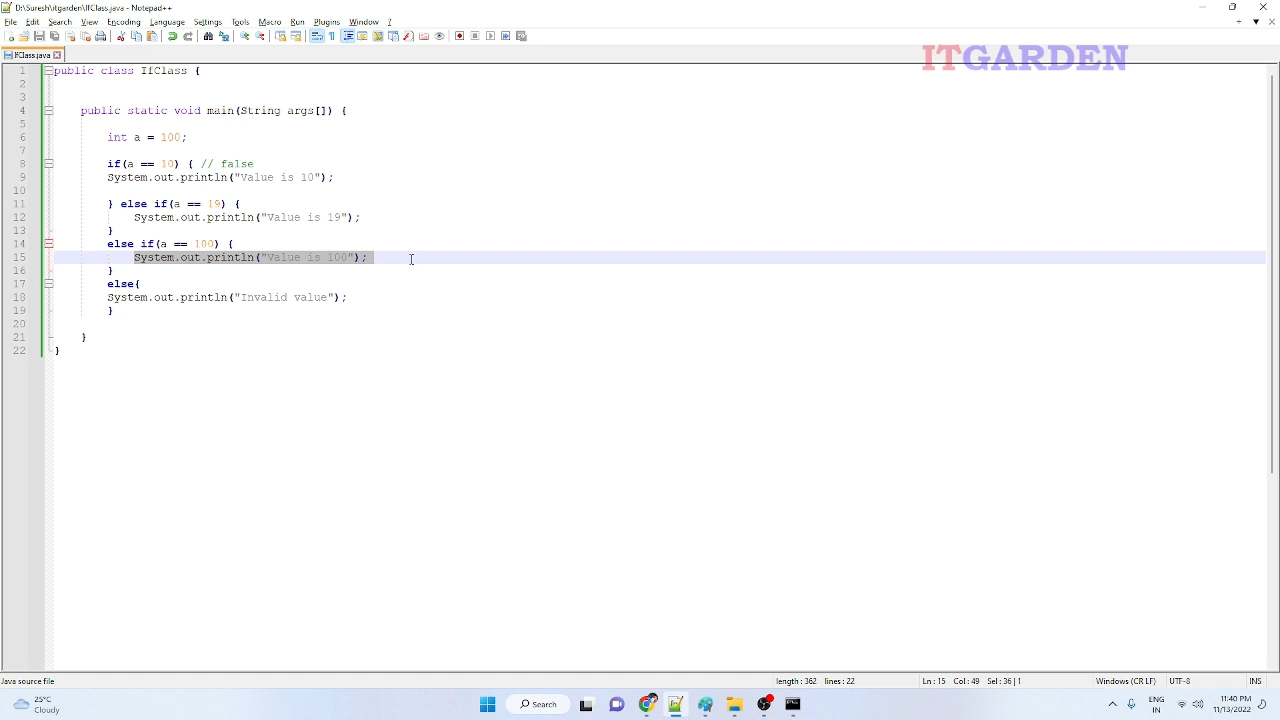 D:\Suresh\itgarden\IfClass.java - Notepad++
File Edit Search View Encoding Language Settings Tools Macro Run Plugins Window ?
IfClass.java
ITGARDEN
1 public class IfClass {
2
3
4 public static void main(String args[]) {
5
6 int a = 100;
7
8 if(a == 10) { // false
9 System.out.println("Value is 10");
10
11 } else if(a == 19) {
12 System.out.println("Value is 19");
13 }
14 else if(a == 100) {
15 System.out.println("Value is 100");
16 }
17 else{
18 System.out.println("Invalid value");
19 }
20
21 }
22 }
Java source file length : 362 lines : 22 Ln : 15 Col : 49 Sel : 36 | 1 Windows (CR LF) UTF-8 INS
25°C
Cloudy
Search
ENG
IN
11:40 PM
11/13/2022